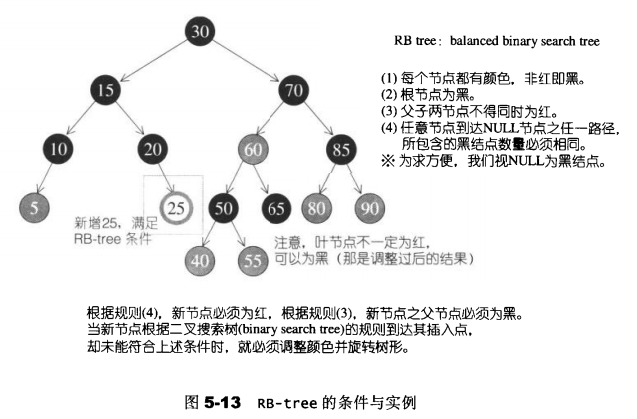 30
RB tree：balanced binary search tree
15
70
(1) 每个节点都有颜色，非红即黑。
(2) 根节点为黑。
(3) 父子两节点不得同时为红。
(4) 任意节点到达NULL节点之任一路径，
所包含的黑结点数量必须相同。
※ 为求方便，我们视NULL为黑结点。
10
20
60
85
5
25
50
65
80
90
新增25，满足
RB-tree 条件
注意，叶节点不一定为红，
可以为黑（那是调整过后的结果）
40
55
根据规则(4)，新节点必须为红，根据规则(3)，新节点之父节点必须为黑。
当新节点根据二叉搜索树(binary search tree)的规则到达其插入点，
却未能符合上述条件时，就必须调整颜色并旋转树形。
图 5-13 RB-tree 的条件与实例